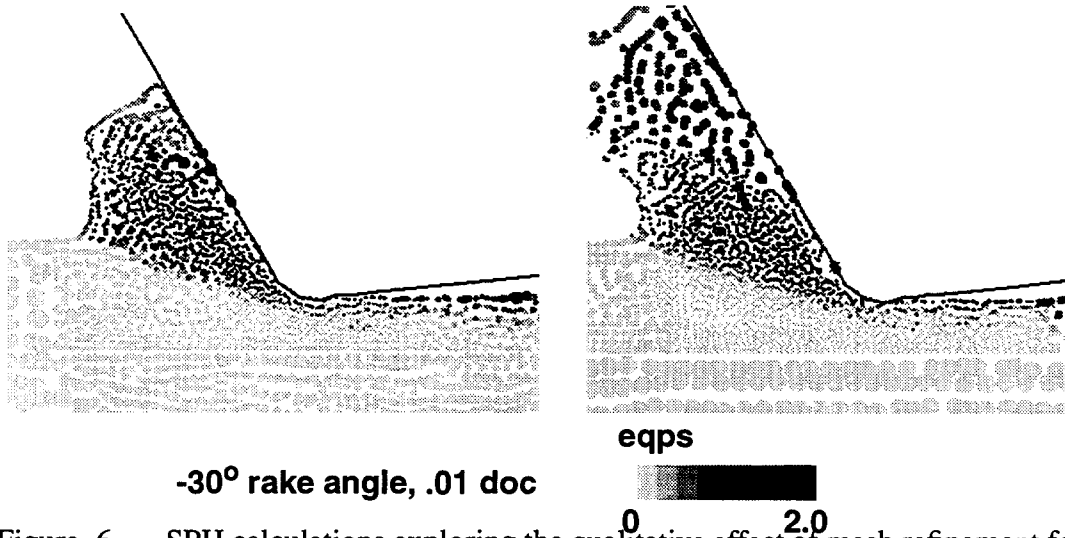 eqps
-30º rake angle, .01 doc
0 2.0
Figure 6. SPH calculations exploring the qualitative effect of mesh refinement